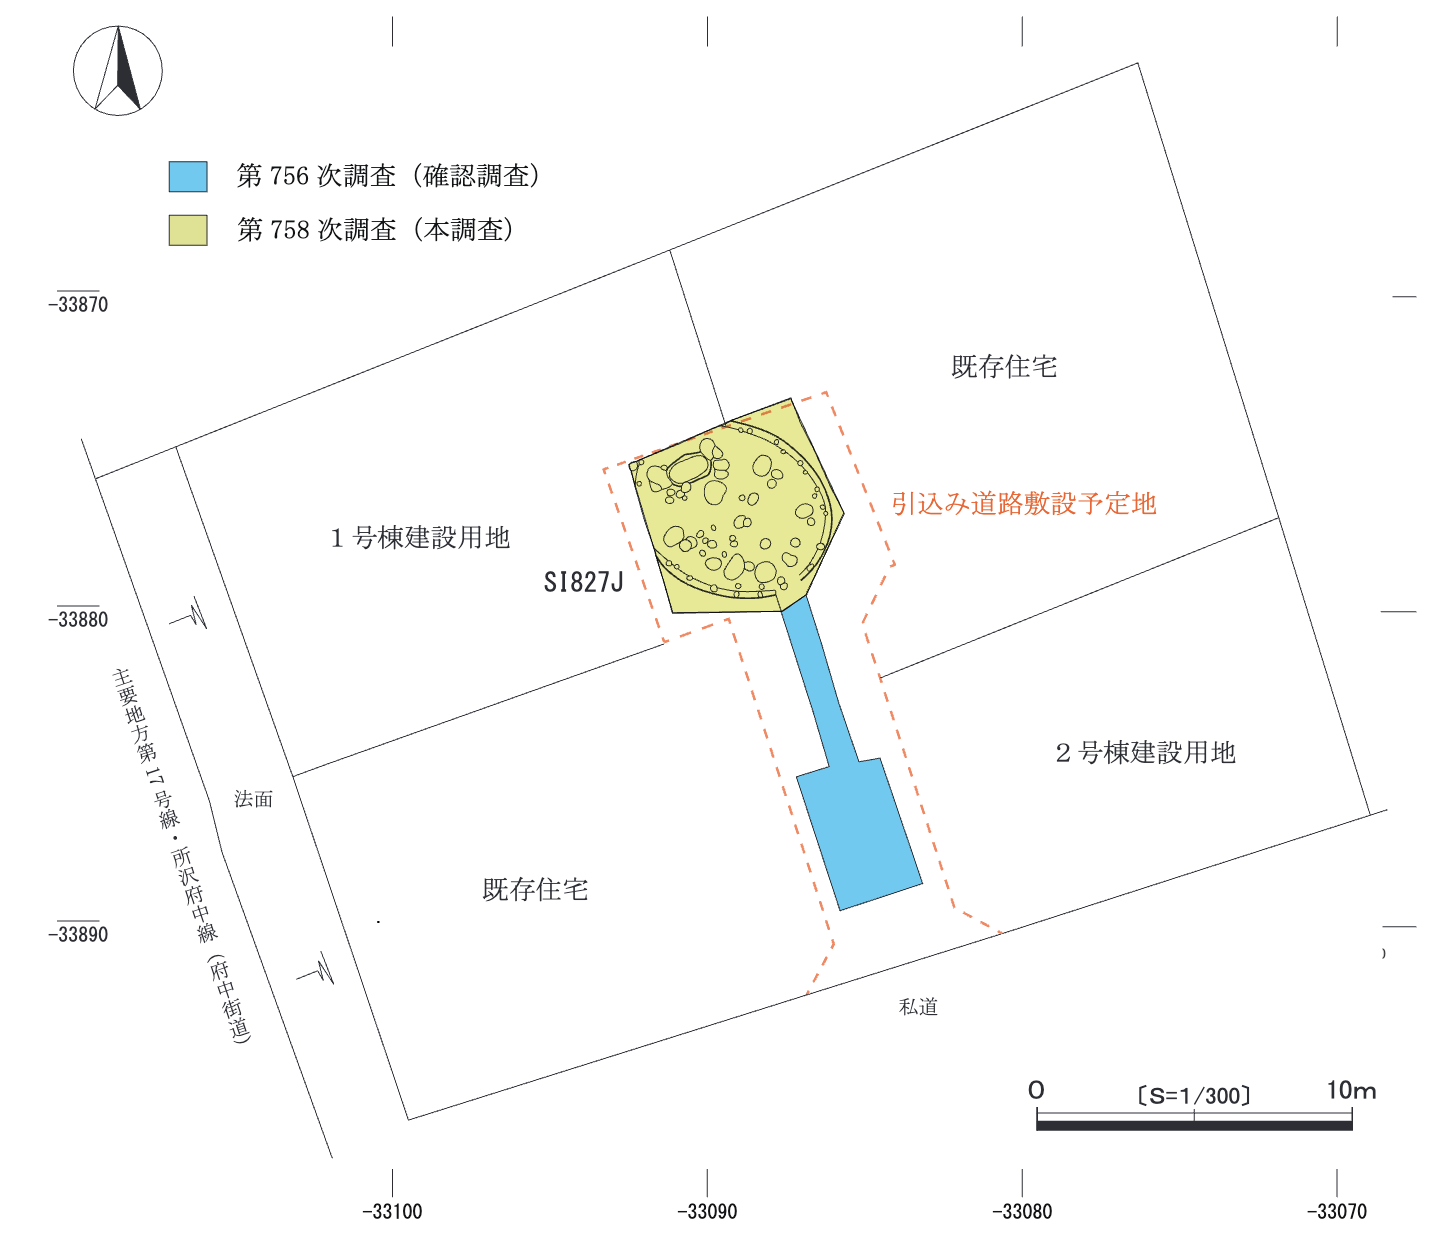 第 756 次調査（確認調査）
第 758 次調査（本調査）
-33870
既存住宅
引込み道路敷設予定地
1 号棟建設用地
SI827J
-33880
主要地方第 17 号線・所沢府中線（府中街道）
2 号棟建設用地
法面
既存住宅
-33890
私道
0 〔S=1/300〕 10m
-33100 -33090 -33080 -33070